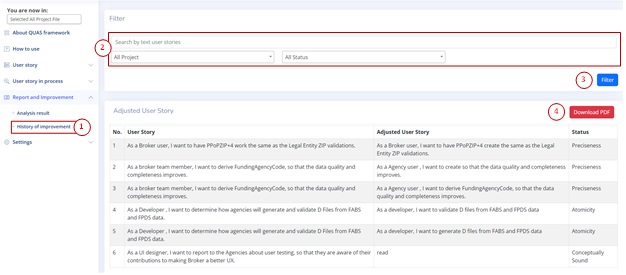 You are now in:
Selected All Project File
About QUAS framework
How to use
User story
User story in process
Report and Improvement
Analysis result
History of improvement
1
Settings
Filter
2
Search by text user stories
All Project
All Status
3
Filter
Adjusted User Story
4
Download PDF
No. User Story Adjusted User Story Status
1 As a Broker user, I want to have PPoPZIP+4 work the same as the Legal Entity ZIP validations. As a Broker user, I want to have PPoPZIP+4 create the same as the Preciseness
Legal Entity ZIP validations.
2 As a broker team member, I want to derive FundingAgencyCode, so that the data quality and As a Agency user , I want to create so that the data quality and completeness Preciseness
completeness improves. improves.
3 As a broker team member, I want to derive FundingAgencyCode, so that the data quality and As a Agency user , I want to derive FundingAgencyCode, so that the Preciseness
completeness improves. data quality and completeness improves.
4 As a Developer , I want to determine how agencies will generate and validate D Files from FABS As a developer, I want to validate D files from FABS and FPDS data Atomicity
and FPDS data.
5 As a Developer , I want to determine how agencies will generate and validate D Files from FABS As a developer, I want to generate D files from FABS and FPDS data Atomicity
and FPDS data.
6 As a UI designer, I want to report to the Agencies about user testing, so that they are aware of their read Conceptually
contributions to making Broker a better UX. Sound